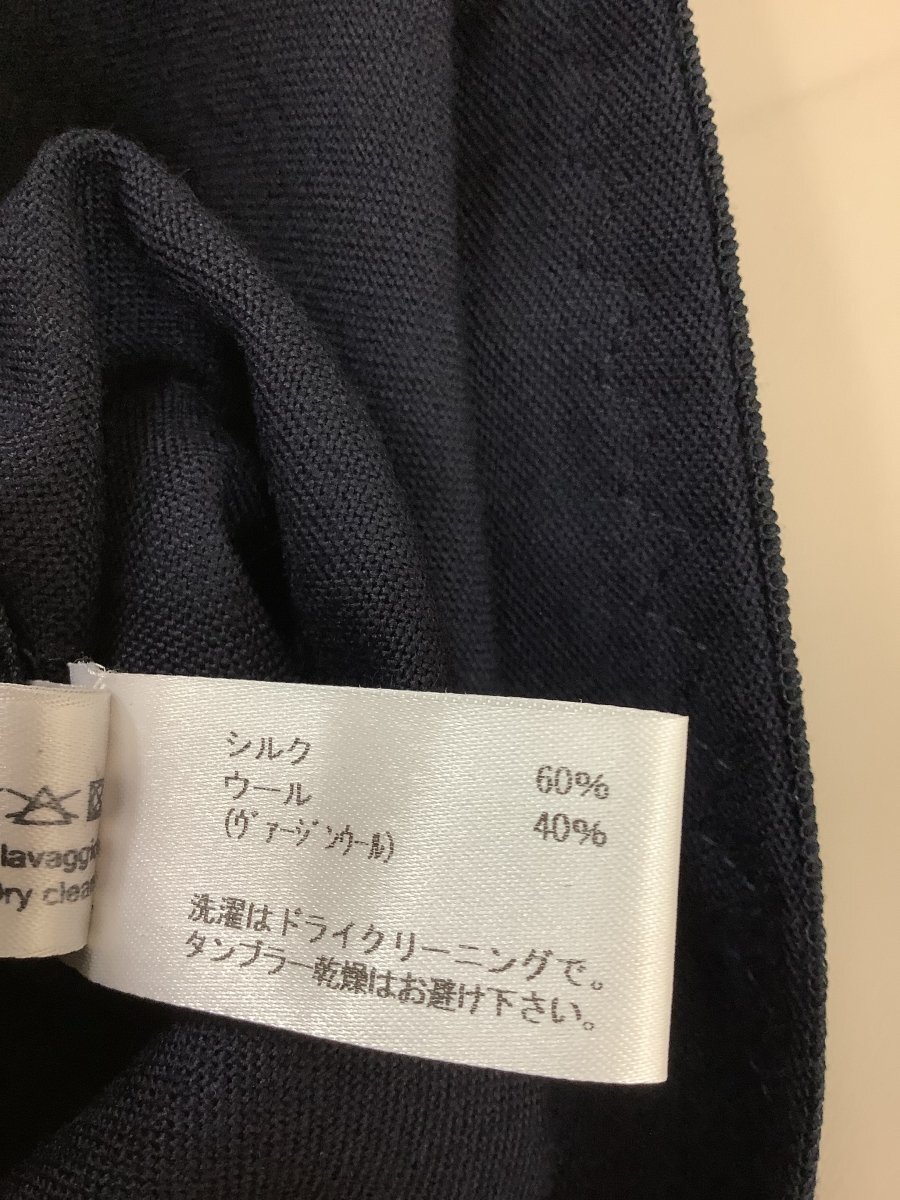 シルク 60%
ウール 40%
(ヴァージンウール)
洗濯はドライクリーニングで。
タンブラー乾燥はお避け下さい。
lavaggi
Dry clea